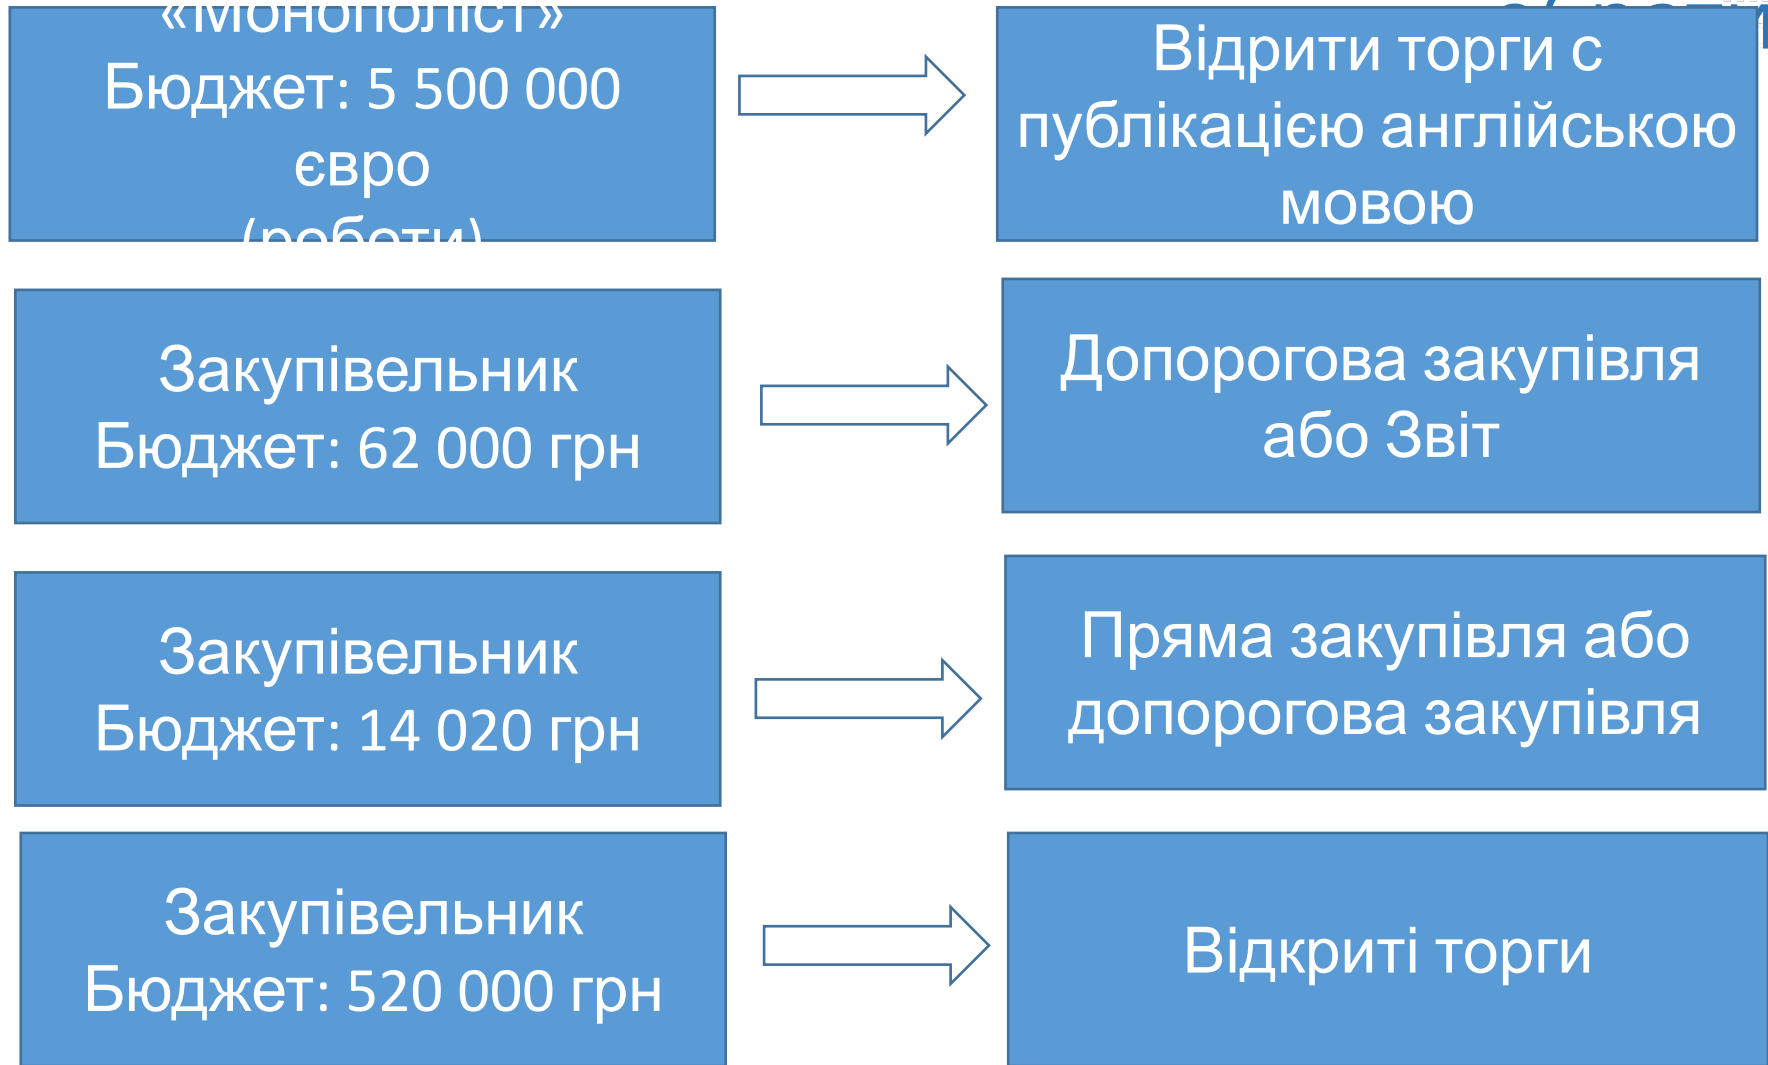 «Монополіст»
Бюджет: 5 500 000
євро
(роботи)
Відрити торги с
публікацією англійською
мовою
Закупівельник
Бюджет: 62 000 грн
Допорогова закупівля
або Звіт
Закупівельник
Бюджет: 14 020 грн
Пряма закупівля або
допорогова закупівля
Закупівельник
Бюджет: 520 000 грн
Відкриті торги